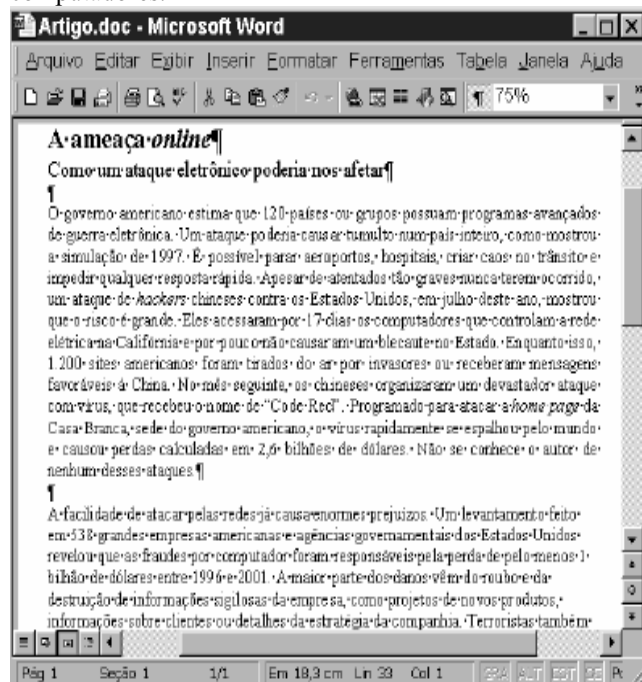 Artigo.doc - Microsoft Word
Arquivo Editar Exibir Inserir Formatar Ferramentas Tabela Janela Ajuda
75%
A·ameaça·online¶
Como·um·ataque·eletrônico·poderia·nos·afetar¶
¶
O·governo·americano·estima·que·120·países·ou·grupos·possuam·programas·avançados·
de·guerra·eletrônica.·Um·ataque·poderia·causar·tumulto·num·país·inteiro,·como·mostrou·
a·simulação·de·1997.·É·possível·parar·aeroportos,·hospitais,·criar·caos·no·trânsito·e·
impedir·qualquer·resposta·rápida.·Apesar·de·atentados·tão·graves·nunca·terem·ocorrido,·
um·ataque·de·hackers·chineses·contra·os·Estados·Unidos,·em·julho·deste·ano,·mostrou·
que·o·risco·é·grande.·Eles·acessaram·por·17·dias·os·computadores·que·controlam·a·rede·
elétrica·na·Califórnia·e·por·pouco·não·causaram·um·blecaute·no·Estado.·Enquanto·isso,·
1.200·sites·americanos·foram·tirados·do·ar·por·invasores·ou·receberam·mensagens·
favoráveis·à·China.·No·mês·seguinte,·os·chineses·organizaram·um·devastador·ataque·
com·vírus,·que·recebeu·o·nome·de·"Code·Red".·Programado·para·atacar·a·home·page·da·
Casa·Branca,·sede·do·governo·americano,·o·vírus·rapidamente·se·espalhou·pelo·mundo·
e·causou·perdas·calculadas·em·2,6·bilhões·de·dólares.·Não·se·conhece·o·autor·de·
nenhum·desses·ataques.¶
¶
A·facilidade·de·atacar·pelas·redes·já·causa·enormes·prejuízos.·Um·levantamento·feito·
em·538·grandes·empresas·americanas·e·agências·governamentais·dos·Estados·Unidos·
revelou·que·as·fraudes·por·computador·foram·responsáveis·pela·perda·de·pelo·menos·1·
bilhão·de·dólares·entre·1996·e·2001.·A·maior·parte·dos·danos·vêm·do·roubo·e·da·
destruição·de·informações·sigilosas·da·empresa,·como·projetos·de·novos·produtos,·
informações·sobre·clientes·ou·detalhes·da·estratégia·da·companhia.·Terroristas·também·
Pág 1 Seção 1 1/1 Em 18,3 cm Lin 33 Col 1 GRA ALT EST SE Po